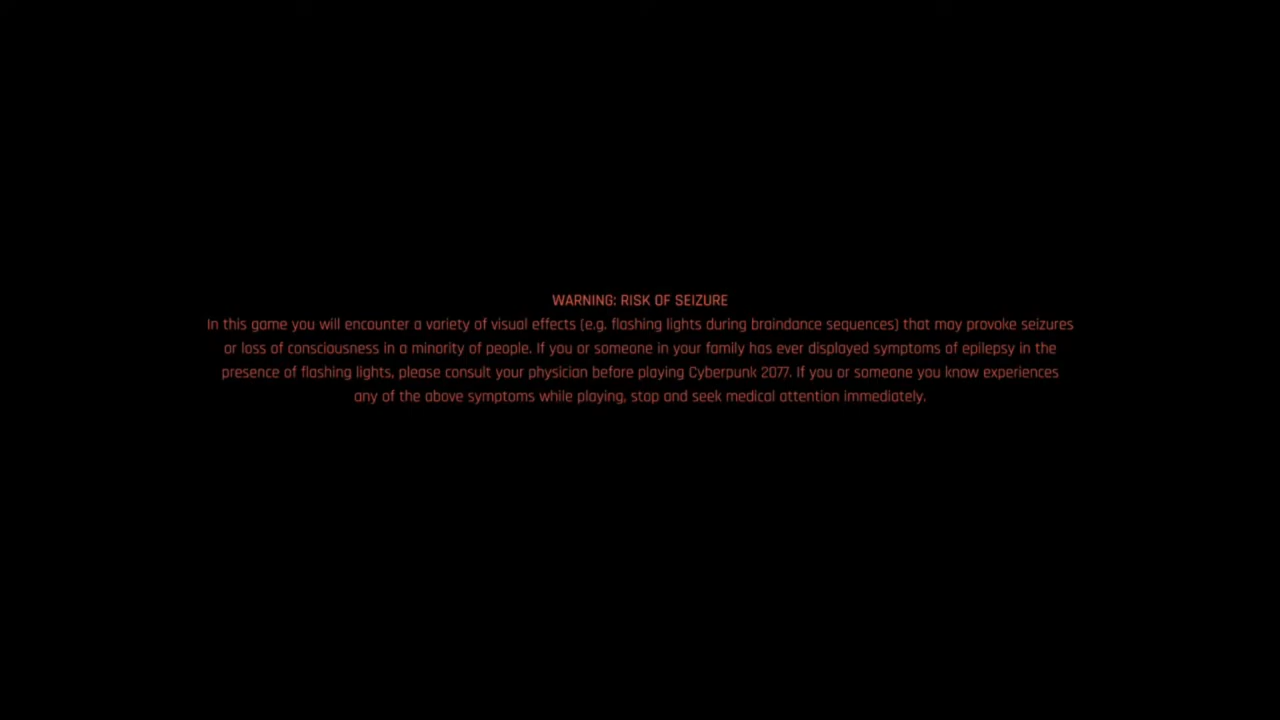 WARNING: RISK OF SEIZURE
In this game you will encounter a variety of visual effects (e.g. flashing lights during braindance sequences) that may provoke seizures
or loss of consciousness in a minority of people. If you or someone in your family has ever displayed symptoms of epilepsy in the
presence of flashing lights, please consult your physician before playing Cyberpunk 2077. If you or someone you know experiences
any of the above symptoms while playing, stop and seek medical attention immediately.